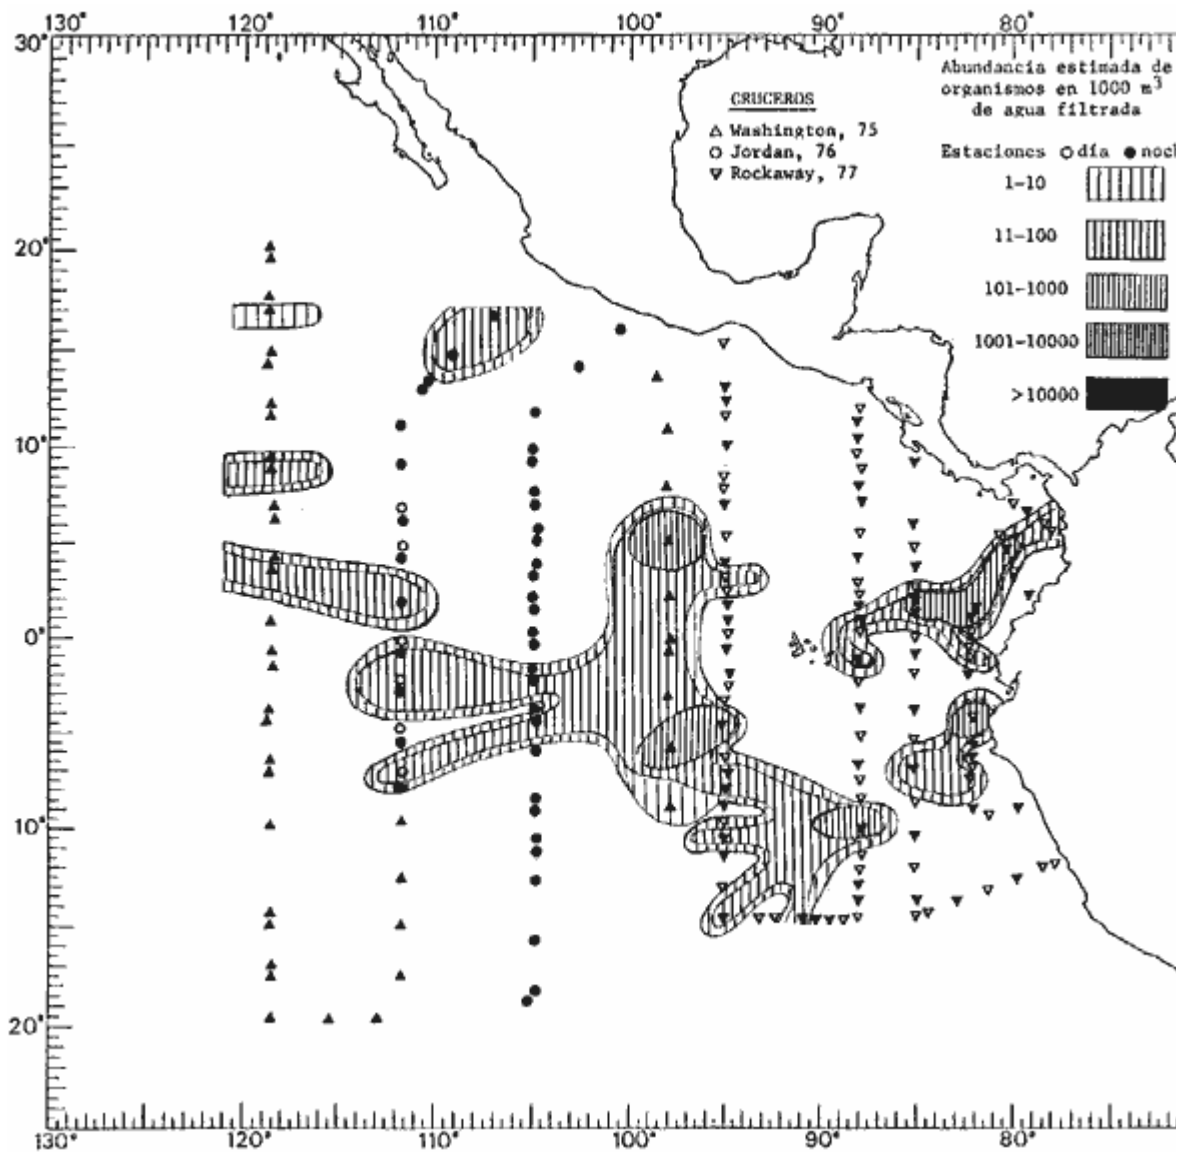 130° 120° 110° 100° 90° 80°
30°
Abundancia estimada de
organismos en 1000 m³
de agua filtrada
CRUCEROS
△ Washington, 75
○ Jordan, 76
▽ Rockaway, 77
Estaciones ○ día ● noc
1-10
11-100
101-1000
1001-10000
>10000
20°
10°
0°
10°
20°
130° 120° 110° 100° 90° 80°